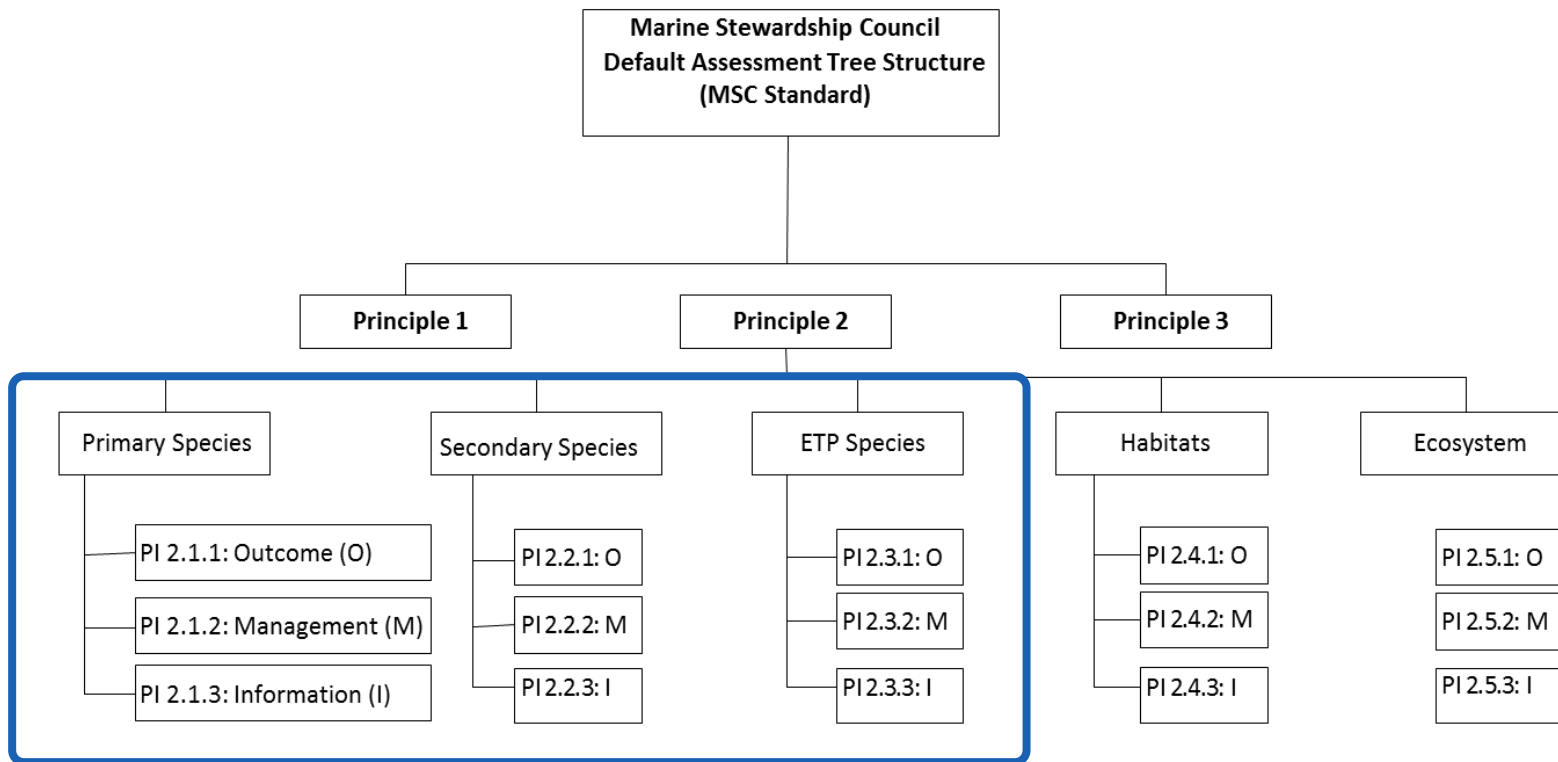 Marine Stewardship Council
Default Assessment Tree Structure
(MSC Standard)
Principle 1
Principle 2
Principle 3
Primary Species
Secondary Species
ETP Species
Habitats
Ecosystem
PI 2.1.1: Outcome (O)
PI 2.1.2: Management (M)
PI 2.1.3: Information (I)
PI 2.2.1: O
PI 2.2.2: M
PI 2.2.3: I
PI 2.3.1: O
PI 2.3.2: M
PI 2.3.3: I
PI 2.4.1: O
PI 2.4.2: M
PI 2.4.3: I
PI 2.5.1: O
PI 2.5.2: M
PI 2.5.3: I